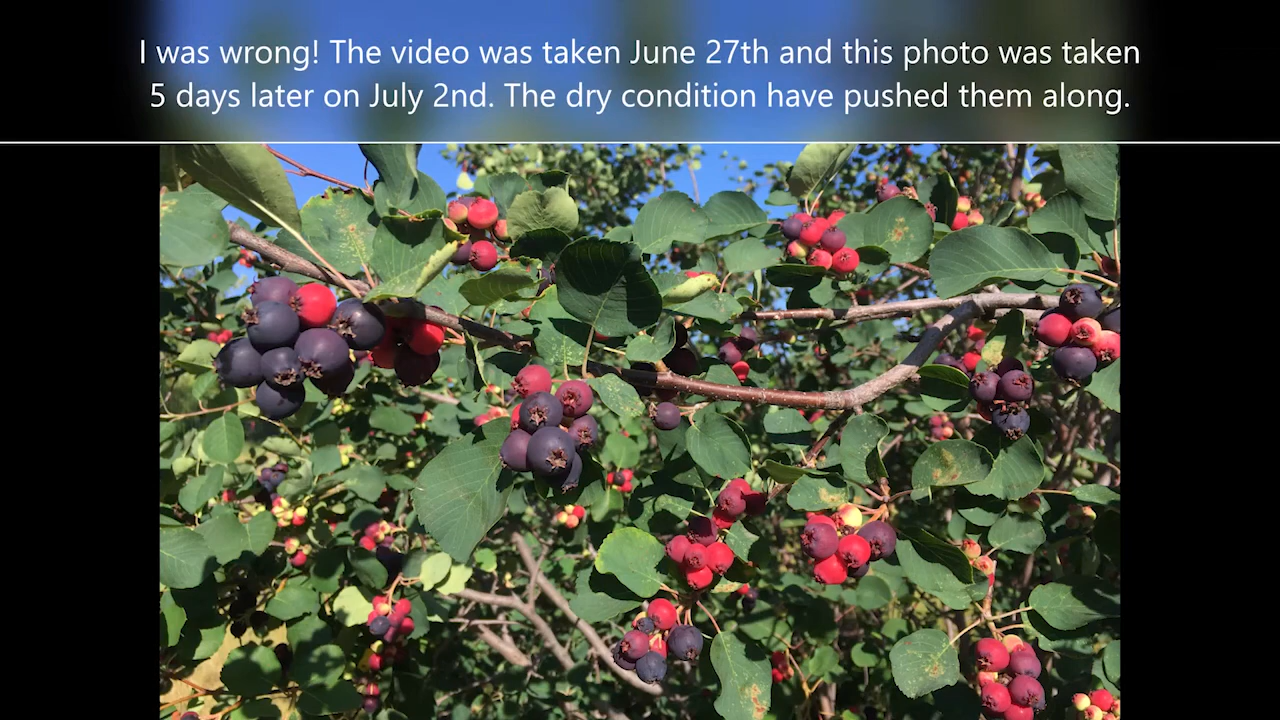 I was wrong! The video was taken June 27th and this photo was taken
5 days later on July 2nd. The dry condition have pushed them along.